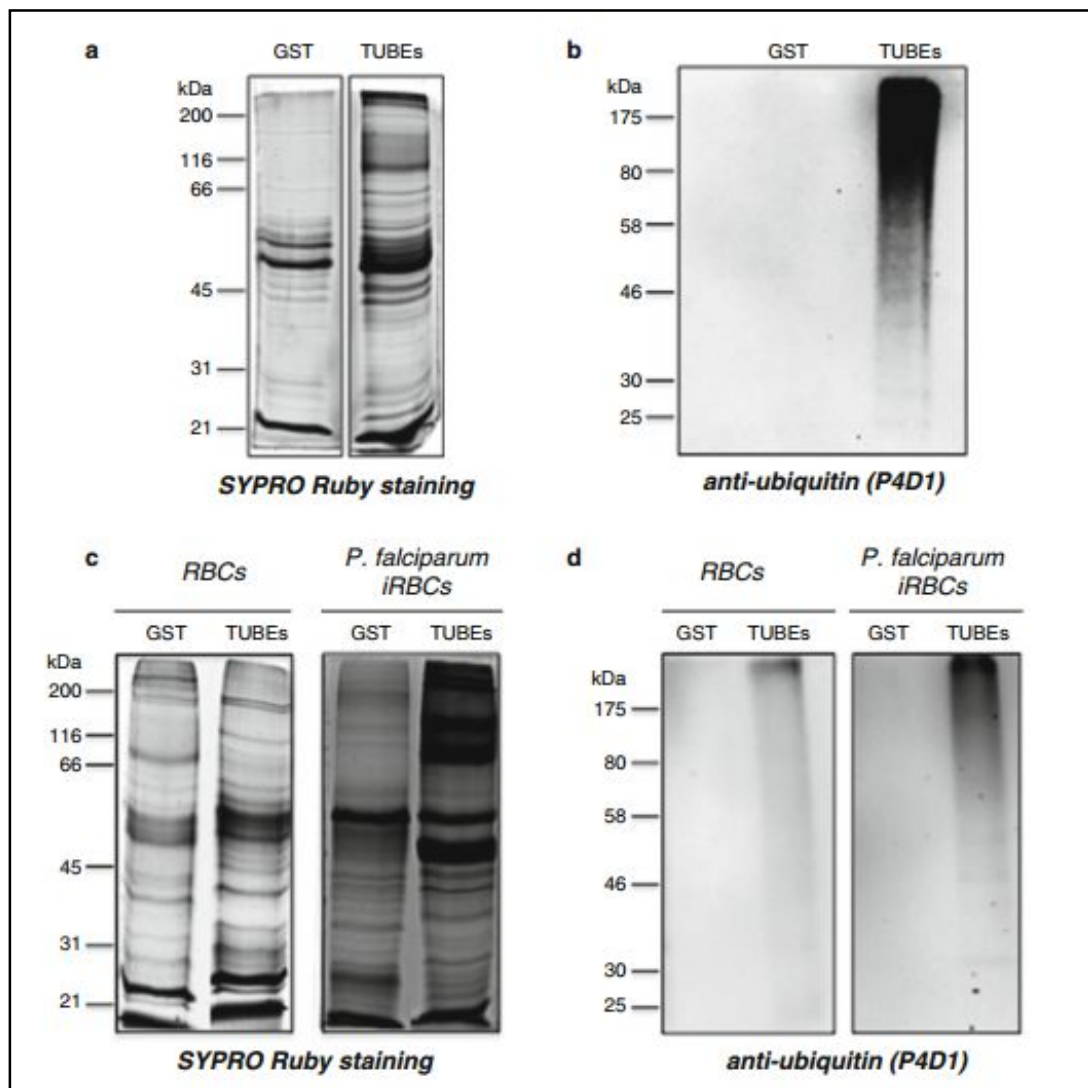 a
GST TUBEs
kDa
200
116
66
45
31
21
SYPRO Ruby staining
b
GST TUBEs
175
80
58
46
30
25
anti-ubiquitin (P4D1)
c
RBCs
P. falciparum
iRBCs
GST TUBEs GST TUBEs
kDa
200
116
66
45
31
21
SYPRO Ruby staining
d
RBCs
P. falciparum
iRBCs
GST TUBEs GST TUBEs
kDa
175
80
58
46
30
25
anti-ubiquitin (P4D1)